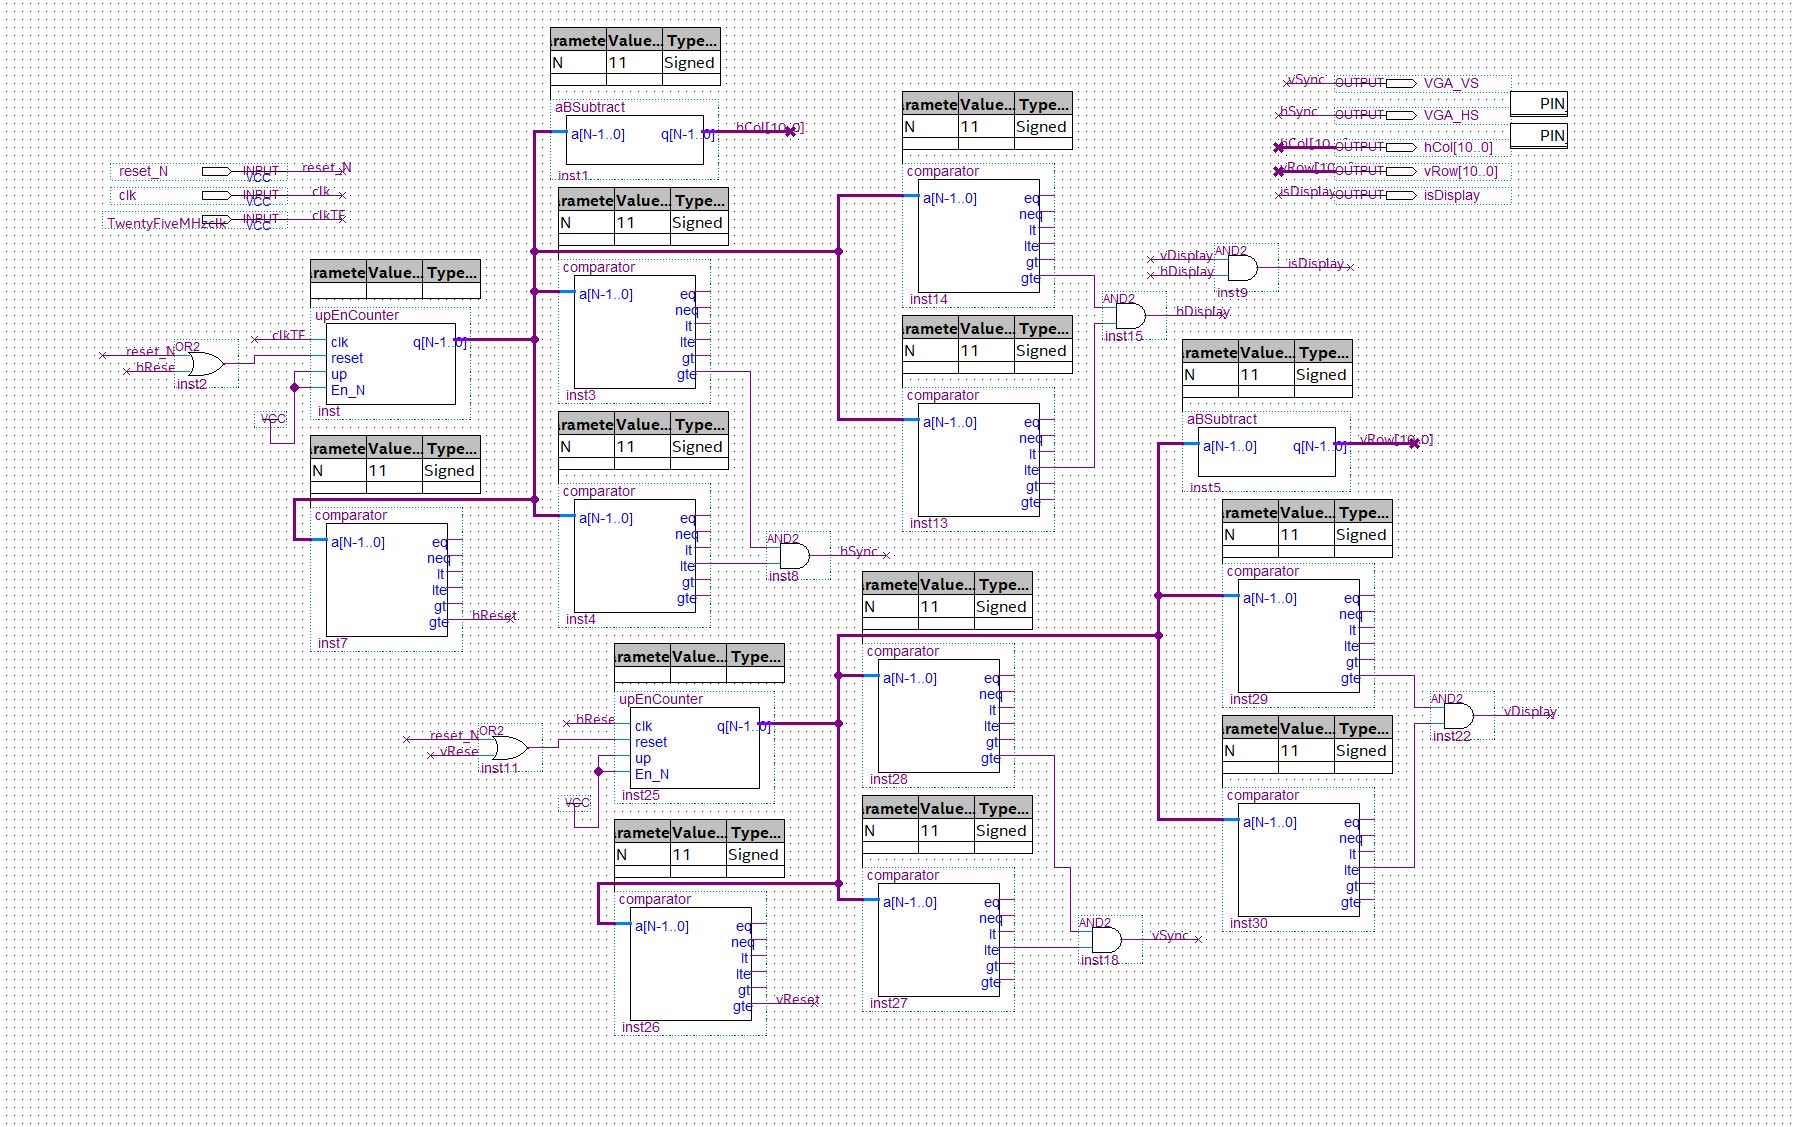 ramete Value... Type...
N 11 Signed
aBSubtract
a[N-1..0] q[N-1..0]
hCol[10..0]
inst1
reset_N INPUT VCC reset_N
clk INPUT VCC clk
TwentyFiveMHzclk INPUT VCC clkTF
ramete Value... Type...
upEnCounter
clkTF
clk q[N-1..0]
reset
up
En_N
inst
reset_N OR2
hRese
inst2
VCC
ramete Value... Type...
N 11 Signed
comparator
a[N-1..0] eq
neq
lt
lte
gt
gte hReset
inst7
ramete Value... Type...
N 11 Signed
comparator
a[N-1..0] eq
neq
lt
lte
gt
gte
inst3
ramete Value... Type...
N 11 Signed
comparator
a[N-1..0] eq
neq
lt
lte
gt
gte
inst4
AND2
hSync
inst8
ramete Value... Type...
N 11 Signed
comparator
a[N-1..0] eq
neq
lt
lte
gt
gte
inst14
ramete Value... Type...
N 11 Signed
comparator
a[N-1..0] eq
neq
lt
lte
gt
gte
inst13
AND2
hDisplay
inst15
vDisplay AND2
hDisplay isDisplay
inst9
vSync OUTPUT VGA_VS
hSync OUTPUT VGA_HS
hCol[10.. OUTPUT hCol[10..0]
vRow[10.. OUTPUT vRow[10..0]
isDisplay OUTPUT isDisplay
PIN
PIN
ramete Value... Type...
N 11 Signed
aBSubtract
a[N-1..0] q[N-1..0] vRow[10..0]
inst5
ramete Value... Type...
upEnCounter
hRese
clk q[N-1..0]
reset
up
En_N
inst25
reset_N OR2
vRese
inst11
VCC
ramete Value... Type...
N 11 Signed
comparator
a[N-1..0] eq
neq
lt
lte
gt
gte vReset
inst26
ramete Value... Type...
N 11 Signed
comparator
a[N-1..0] eq
neq
lt
lte
gt
gte
inst28
ramete Value... Type...
N 11 Signed
comparator
a[N-1..0] eq
neq
lt
lte
gt
gte
inst27
AND2
vSync
inst18
ramete Value... Type...
N 11 Signed
comparator
a[N-1..0] eq
neq
lt
lte
gt
gte
inst29
ramete Value... Type...
N 11 Signed
comparator
a[N-1..0] eq
neq
lt
lte
gt
gte
inst30
AND2
vDisplay
inst22